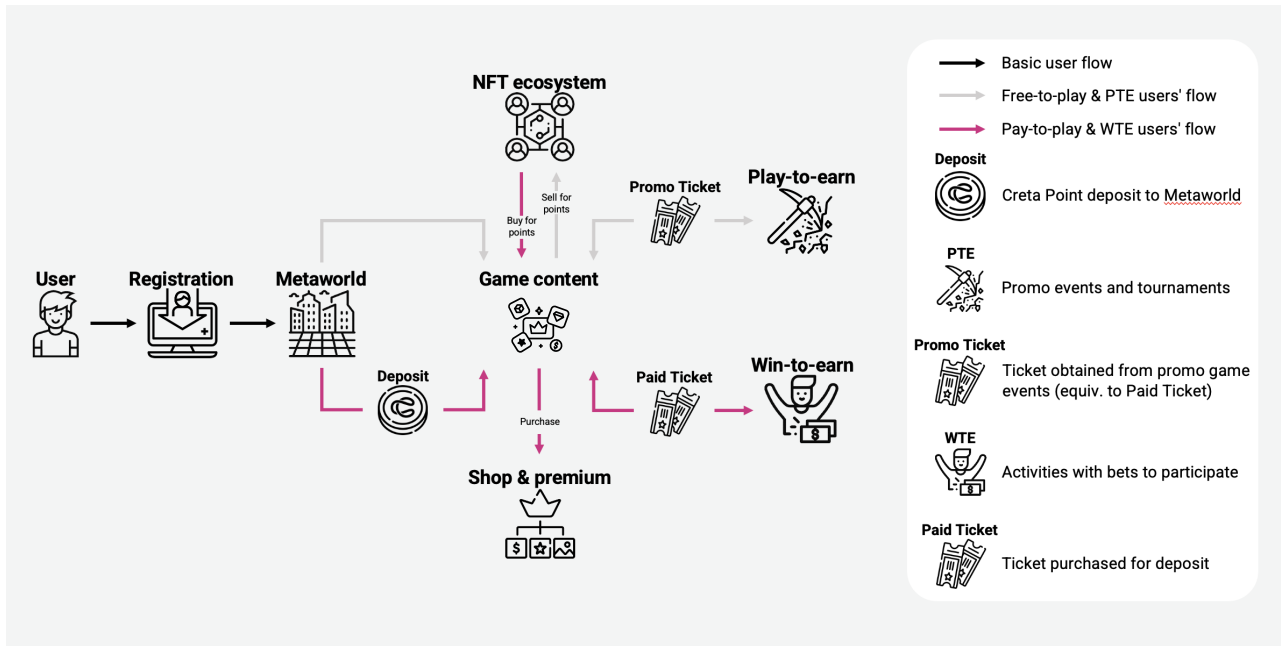 NFT ecosystem
Sell for
points
Buy for
points
Promo Ticket
Play-to-earn
User
Registration
Metaworld
Game content
Deposit
Purchase
Paid Ticket
Win-to-earn
$
Shop & premium
$
Basic user flow
Free-to-play & PTE users' flow
Pay-to-play & WTE users' flow
Deposit
Creta Point deposit to Metaworld
PTE
Promo events and tournaments
Promo Ticket
Ticket obtained from promo game
events (equiv. to Paid Ticket)
WTE
Activities with bets to participate
$
Paid Ticket
Ticket purchased for deposit